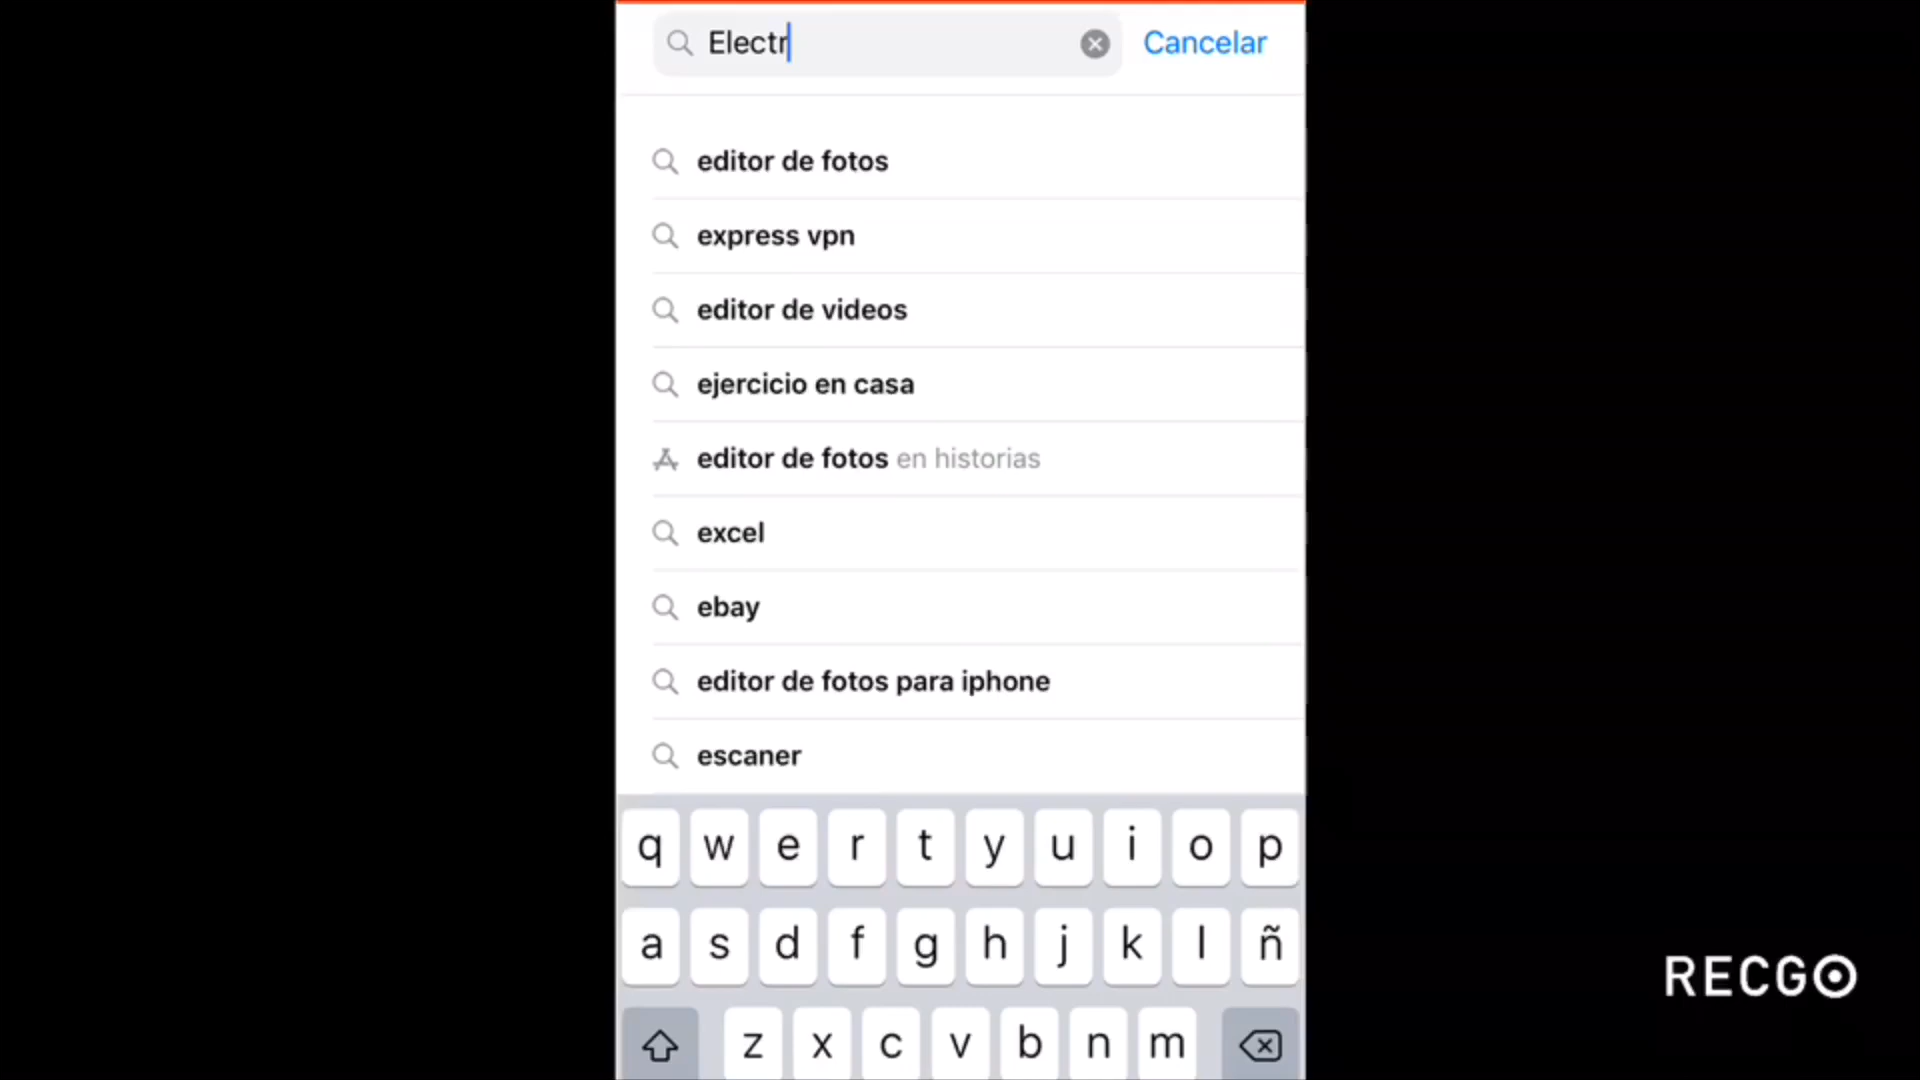 Electr
Cancelar
editor de fotos
express vpn
editor de videos
ejercicio en casa
editor de fotos en historias
excel
ebay
editor de fotos para iphone
escaner
q w e r t y u i o p
a s d f g h j k l ñ
z x c v b n m
RECGO